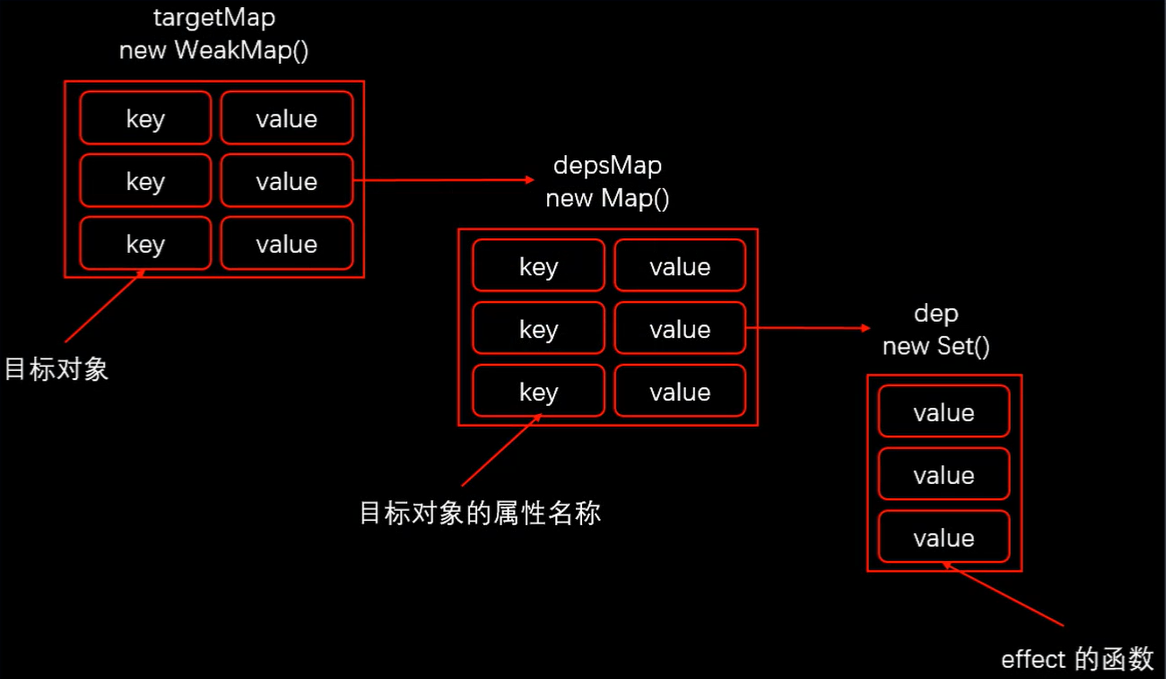 targetMap
new WeakMap()
key value
key value
key value
目标对象
depsMap
new Map()
key value
key value
key value
目标对象的属性名称
dep
new Set()
value
value
value
effect 的函数